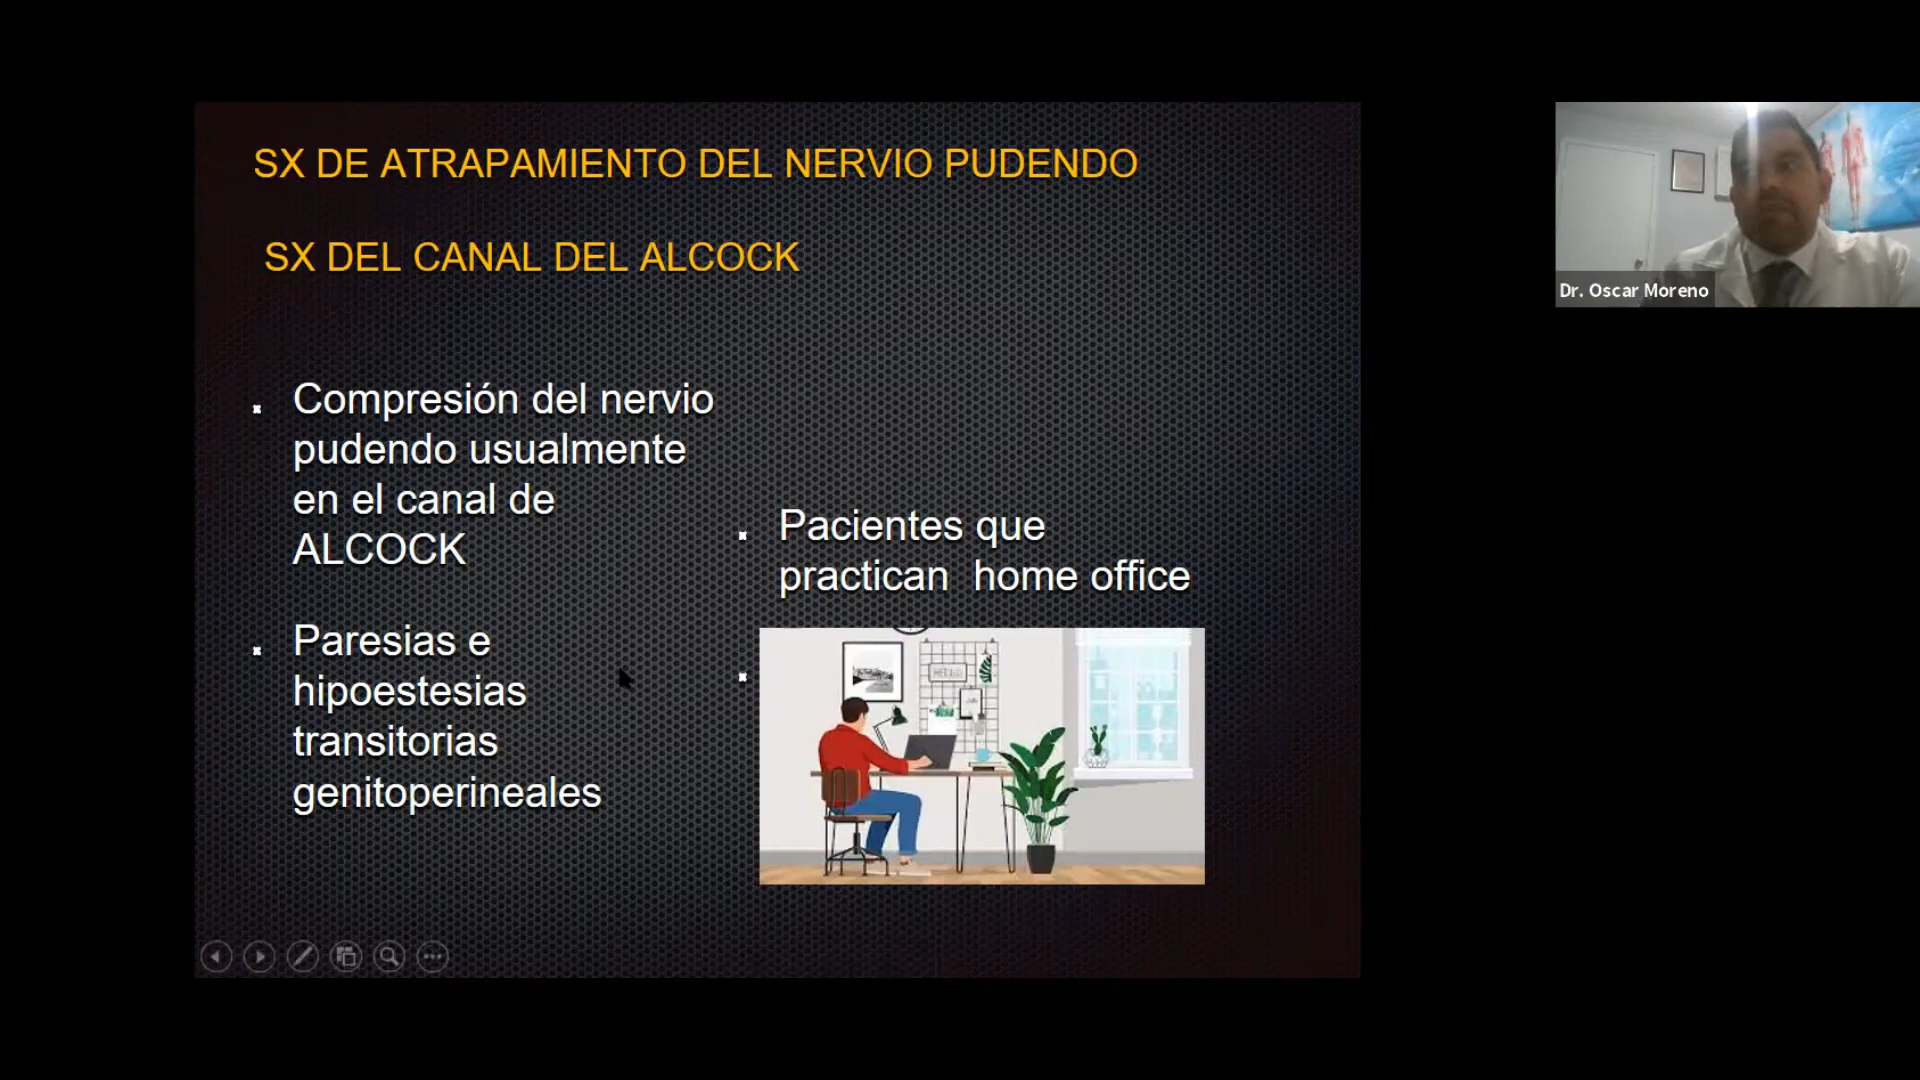 SX DE ATRAPAMIENTO DEL NERVIO PUDENDO
SX DEL CANAL DEL ALCOCK
Compresión del nervio
pudendo usualmente
en el canal de
ALCOCK
Paresias e
hipoestesias
transitorias
genitoperineales
Pacientes que
practican home office
HELLO
Dr. Oscar Moreno